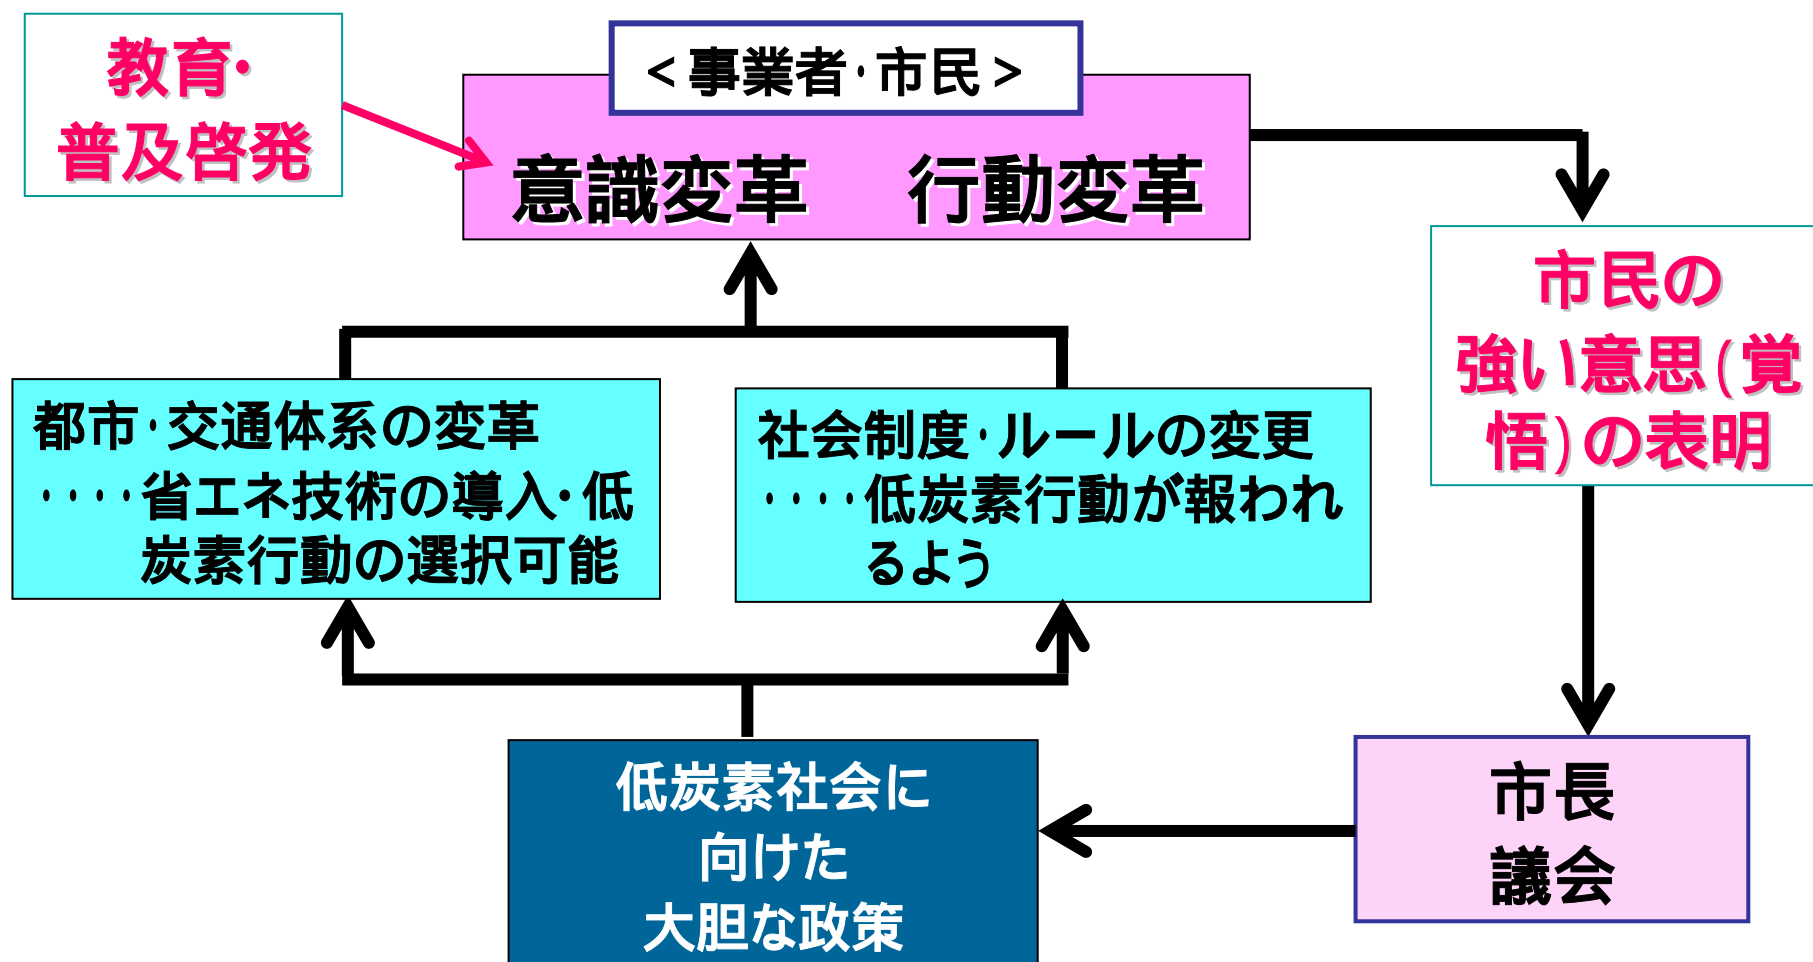 教育・
普及啓発
＜事業者・市民＞
意識変革　行動変革
市民の
強い意思(覚
悟)の表明
都市・交通体系の変革
・・・・省エネ技術の導入・低
炭素行動の選択可能
社会制度・ルールの変更
・・・・低炭素行動が報われ
るよう
低炭素社会に
向けた
大胆な政策
市長
議会